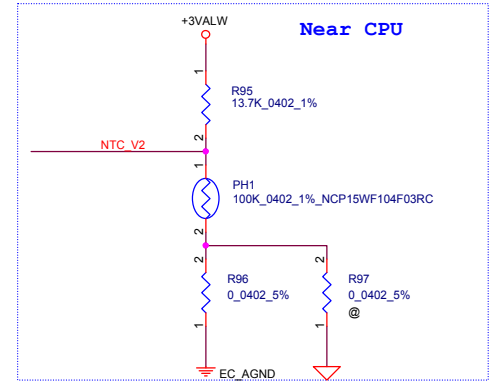 +3VALW
Near CPU
1
R95
13.7K_0402_1%
2
NTC_V2
1
PH1
100K_0402_1%_NCP15WF104F03RC
2
2
2
R96
0_0402_5%
R97
0_0402_5%
@
1
1
EC_AGND